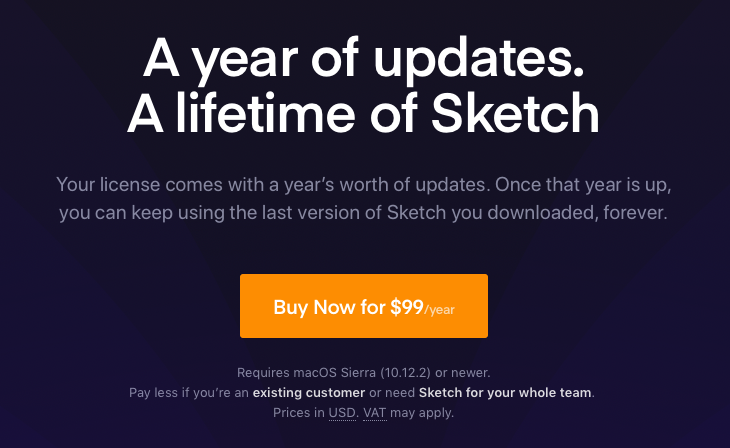 A year of updates.
A lifetime of Sketch
Your license comes with a year’s worth of updates. Once that year is up,
you can keep using the last version of Sketch you downloaded, forever.
Buy Now for $99/year
Requires macOS Sierra (10.12.2) or newer.
Pay less if you’re an existing customer or need Sketch for your whole team.
Prices in USD. VAT may apply.